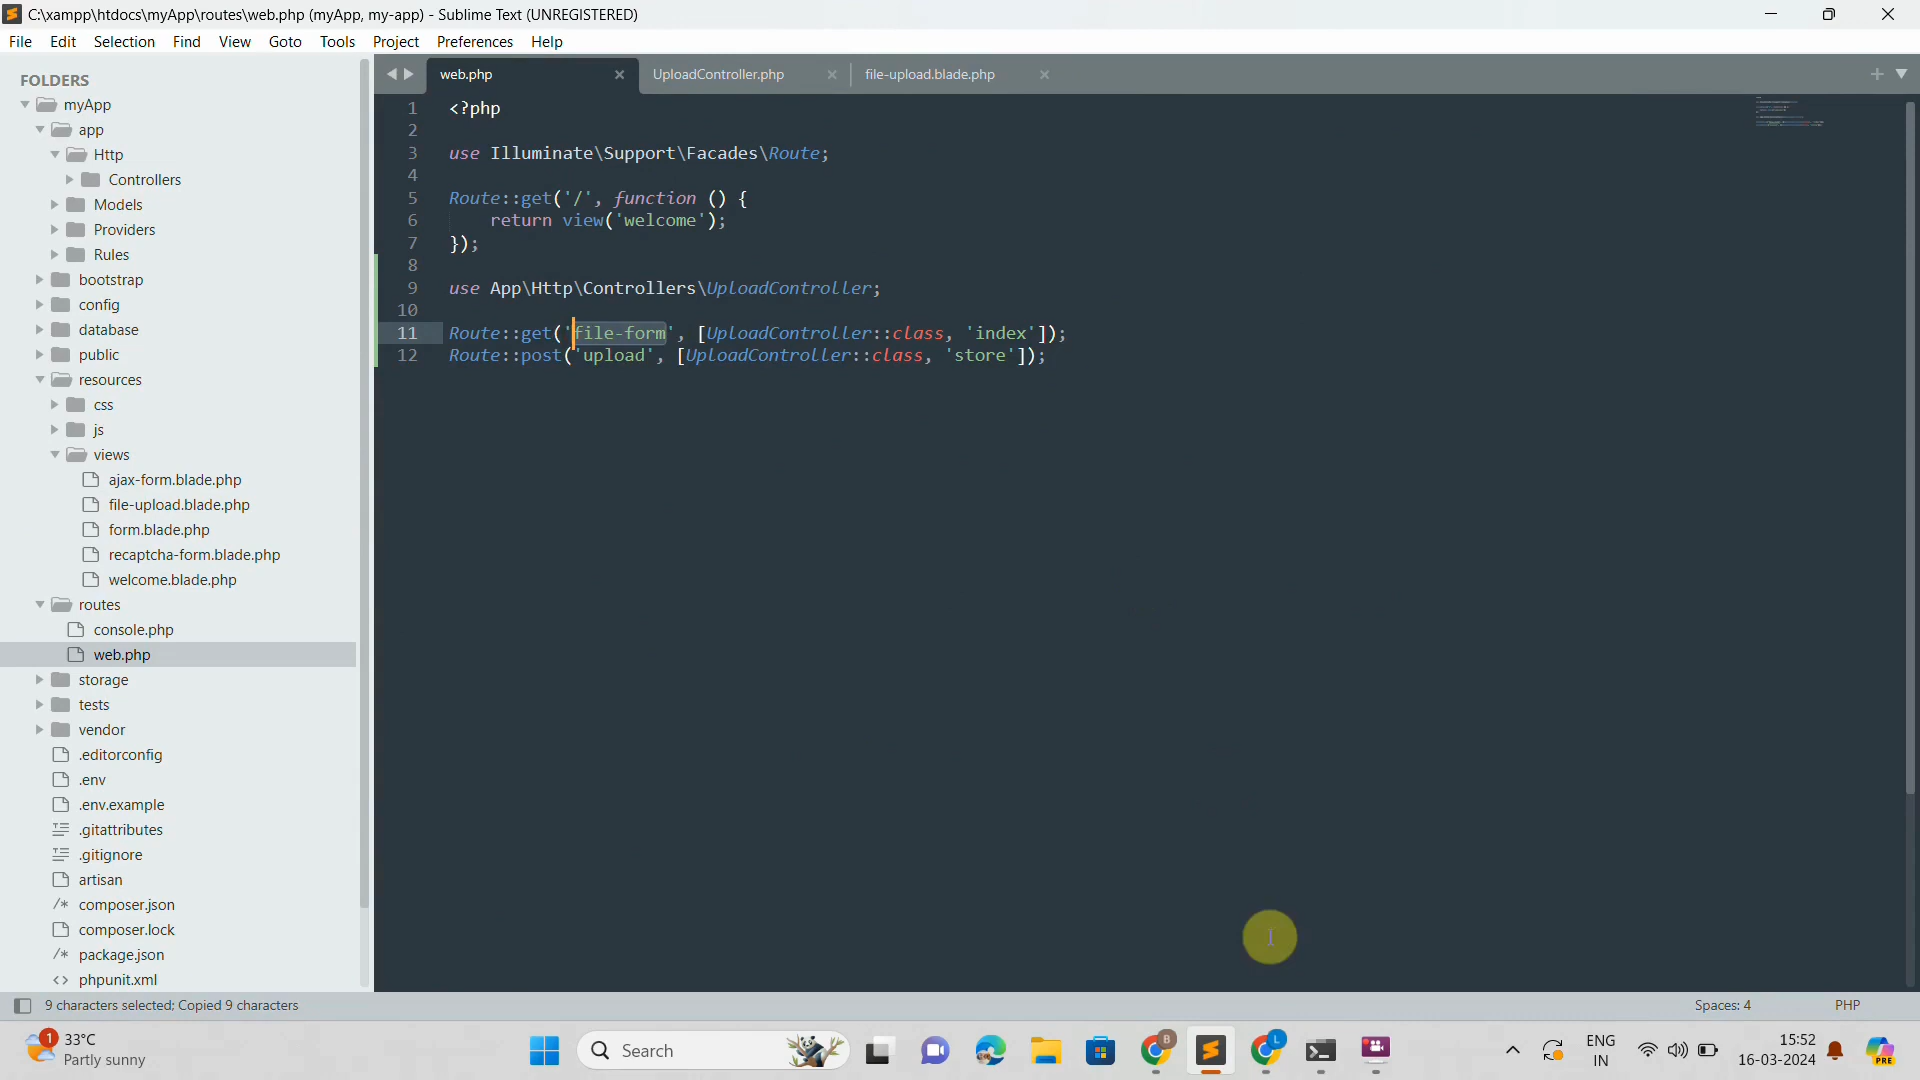 C:\xampp\htdocs\myApp\routes\web.php (myApp, my-app) - Sublime Text (UNREGISTERED)
File Edit Selection Find View Goto Tools Project Preferences Help
FOLDERS
myApp
app
Http
Controllers
Models
Providers
Rules
bootstrap
config
database
public
resources
css
js
views
ajax-form.blade.php
file-upload.blade.php
form.blade.php
recaptcha-form.blade.php
welcome.blade.php
routes
console.php
web.php
storage
tests
vendor
.editorconfig
.env
.env.example
.gitattributes
.gitignore
artisan
/* composer.json
composer.lock
/* package.json
<> phpunit.xml
web.php × UploadController.php × file-upload.blade.php ×
1 <?php
2
3 use Illuminate\Support\Facades\Route;
4
5 Route::get('/', function () {
6     return view('welcome');
7 });
8
9 use App\Http\Controllers\UploadController;
10
11 Route::get('file-form', [UploadController::class, 'index']);
12 Route::post('upload', [UploadController::class, 'store']);
9 characters selected; Copied 9 characters
Spaces: 4 PHP
1 33°C
Partly sunny
Search
B
L
ENG
IN
15:52
16-03-2024
PRE